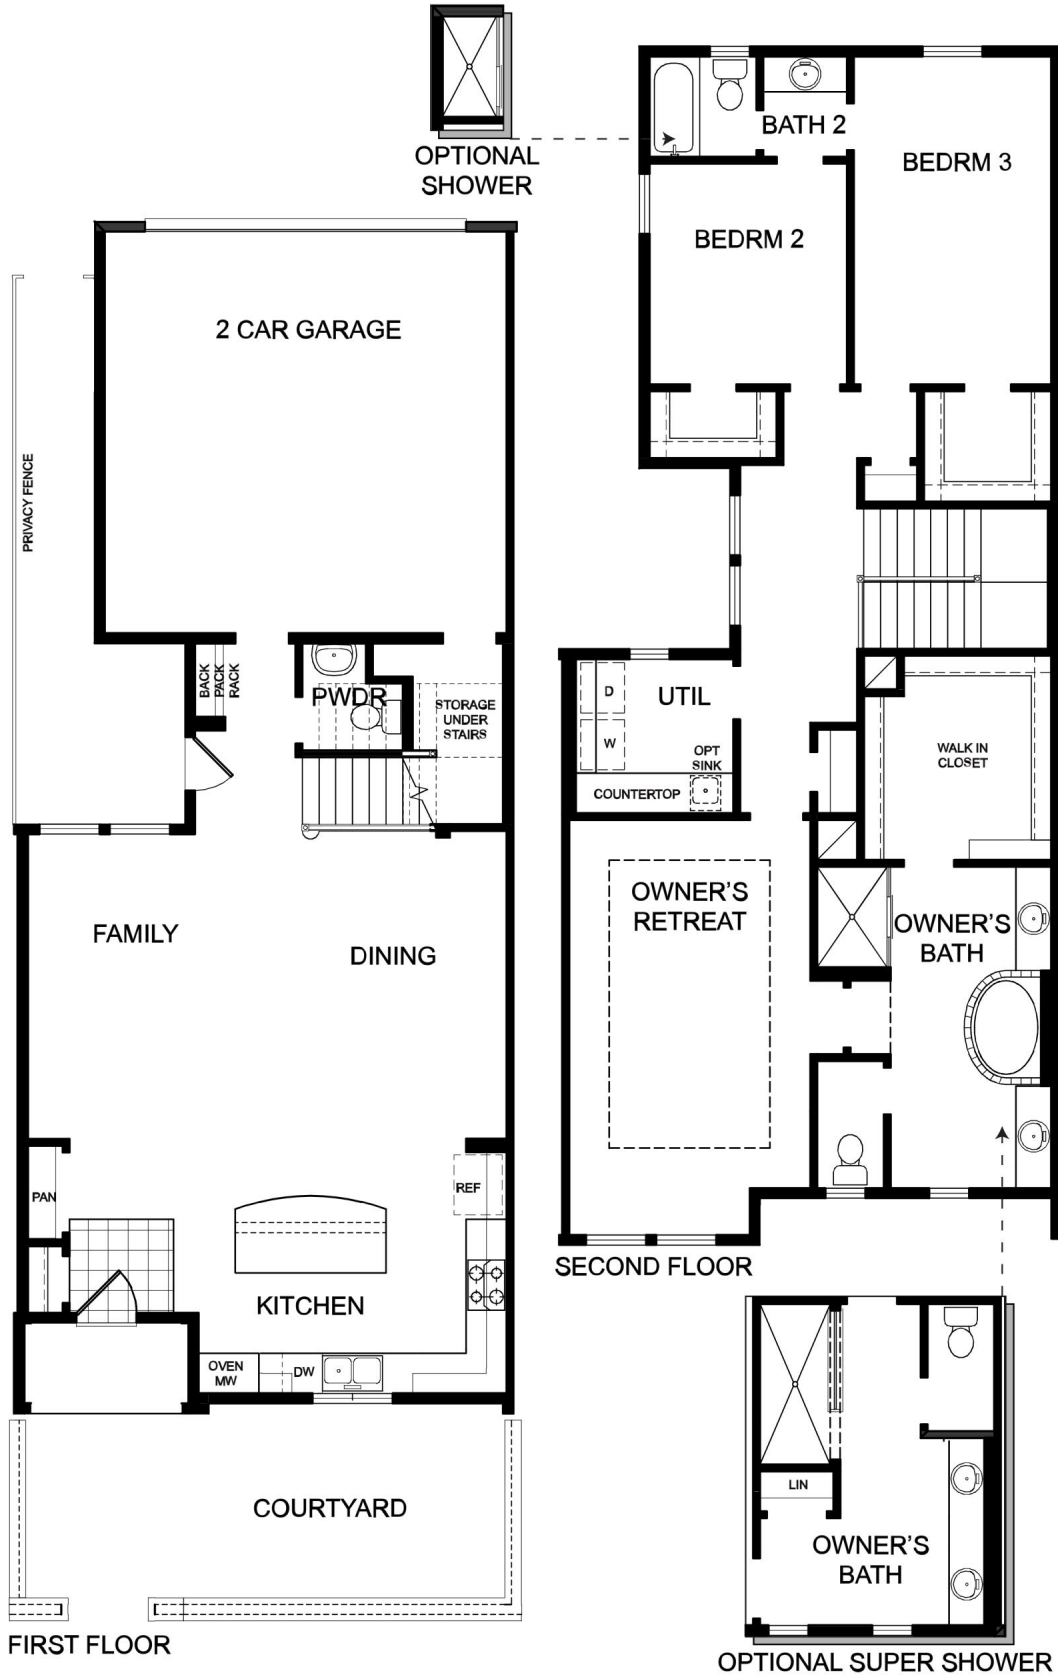 OPTIONAL
SHOWER
BATH 2
BEDRM 3
BEDRM 2
2 CAR GARAGE
PRIVACY FENCE
BACK
PACK
RACK
PWDR
STORAGE
UNDER
STAIRS
D
W
UTIL
OPT
SINK
COUNTERTOP
WALK IN
CLOSET
OWNER'S
RETREAT
OWNER'S
BATH
FAMILY
DINING
PAN
REF
KITCHEN
OVEN
MW
DW
SECOND FLOOR
COURTYARD
FIRST FLOOR
LIN
OWNER'S
BATH
OPTIONAL SUPER SHOWER